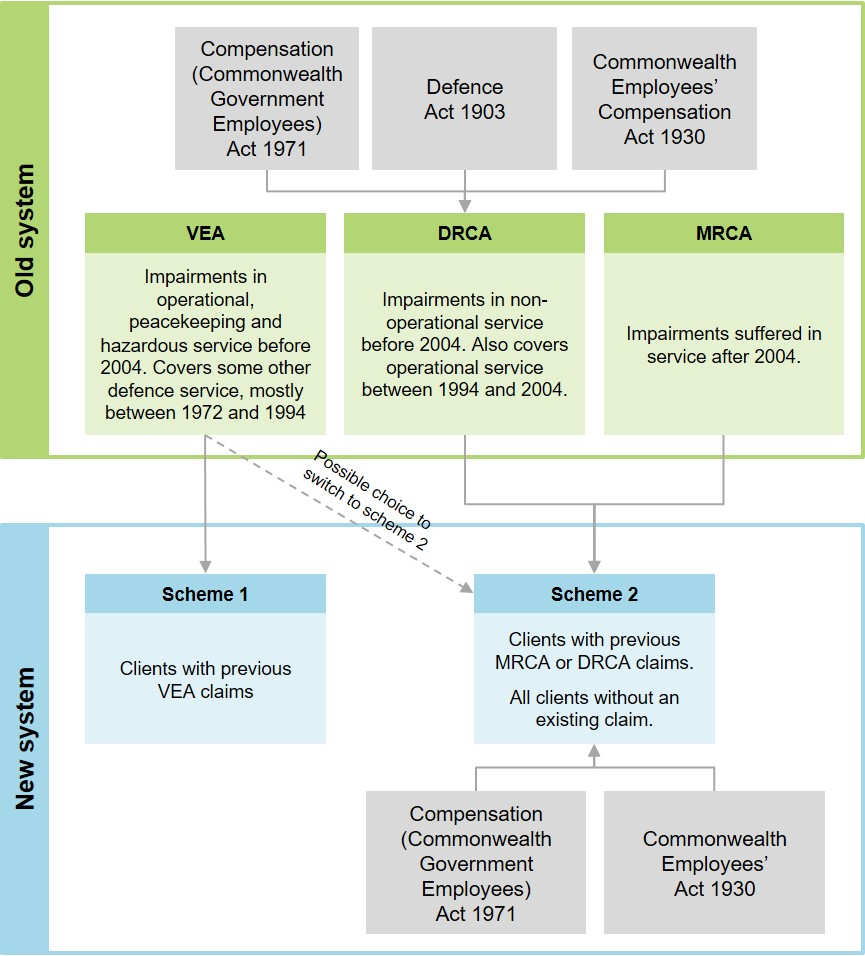 Old system
Compensation
(Commonwealth
Government
Employees)
Act 1971
Defence
Act 1903
Commonwealth
Employees'
Compensation
Act 1930
VEA
Impairments in
operational,
peacekeeping and
hazardous service before
2004. Covers some other
defence service, mostly
between 1972 and 1994
DRCA
Impairments in non-
operational service
before 2004. Also covers
operational service
between 1994 and 2004.
MRCA
Impairments suffered in
service after 2004.
Possible choice to
switch to scheme 2
New system
Scheme 1
Clients with previous
VEA claims
Scheme 2
Clients with previous
MRCA or DRCA claims.
All clients without an
existing claim.
Compensation
(Commonwealth
Government
Employees)
Act 1971
Commonwealth
Employees'
Act 1930